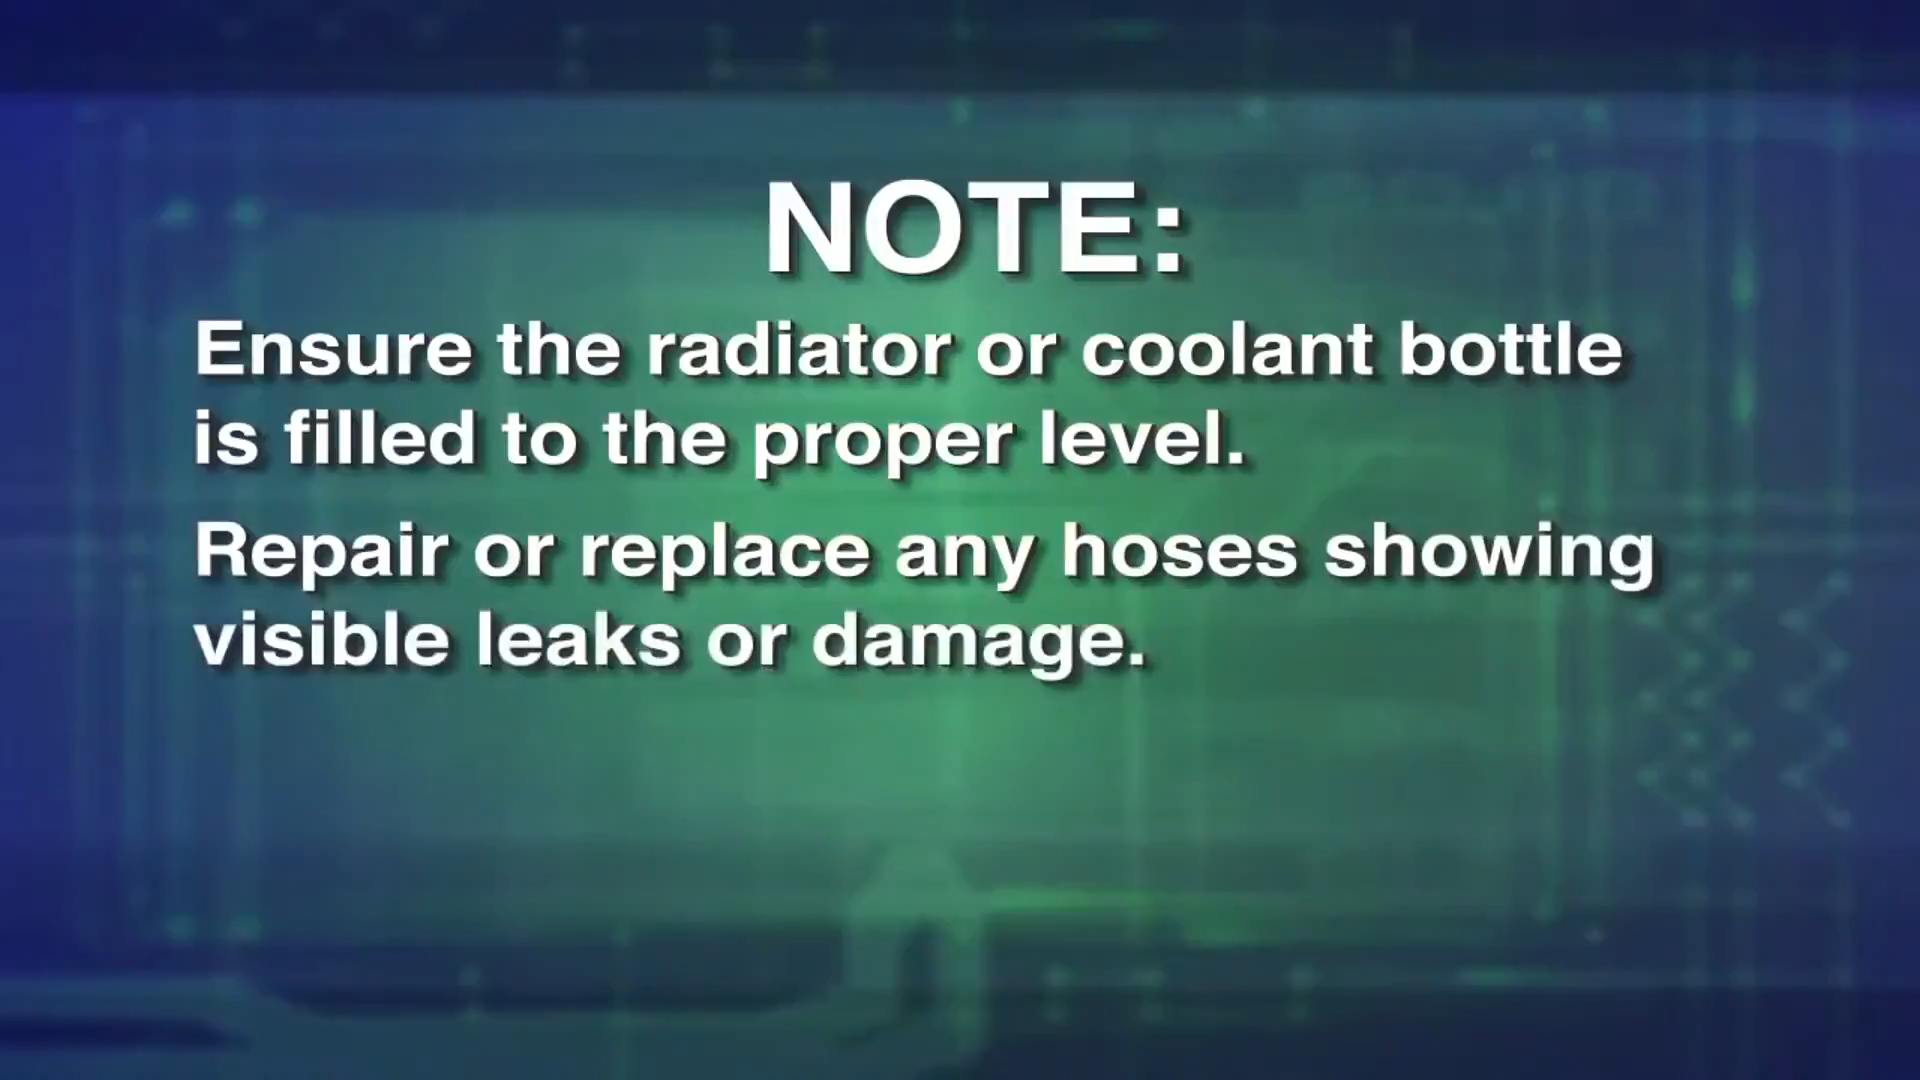 NOTE:
Ensure the radiator or coolant bottle
is filled to the proper level.
Repair or replace any hoses showing
visible leaks or damage.